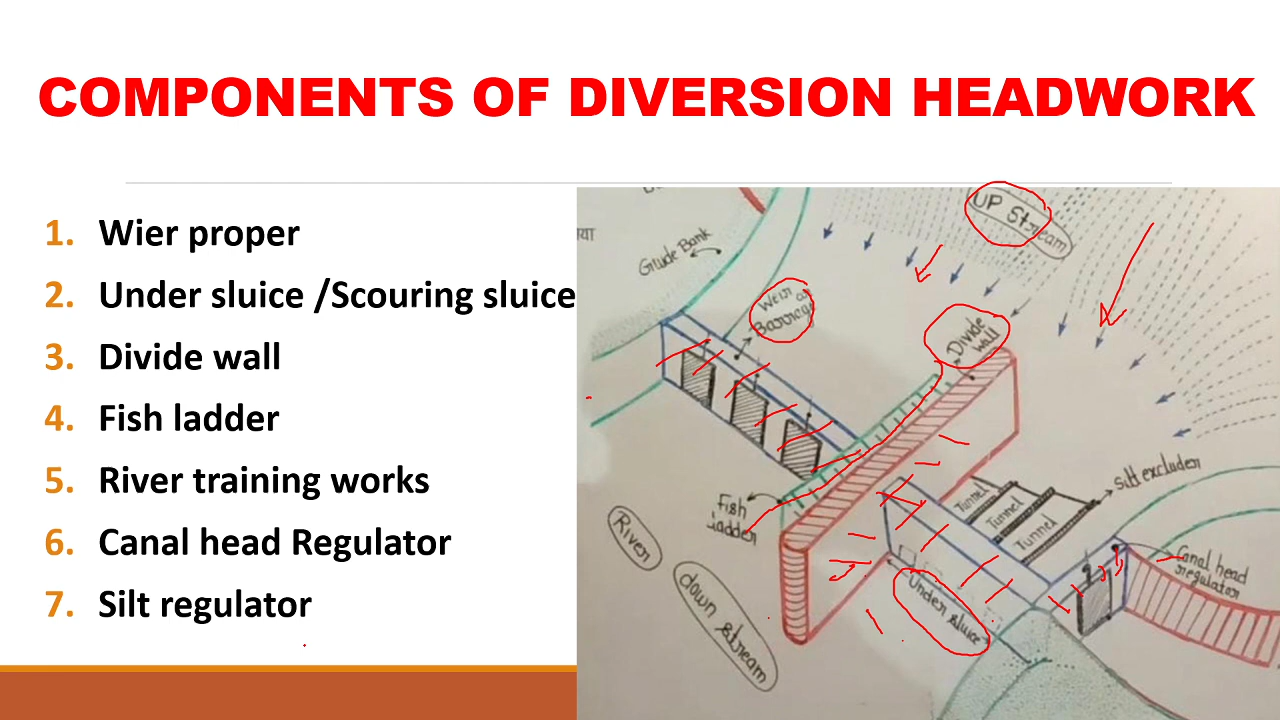 COMPONENTS OF DIVERSION HEADWORK
1. Wier proper
2. Under sluice /Scouring sluice
3. Divide wall
4. Fish ladder
5. River training works
6. Canal head Regulator
7. Silt regulator
UP Stream
Giude Bank
Weir or
Barrage
Divide
wall
Silt excluder
Tunnel
Tunnel
Tunnel
Fish
ladder
River
down stream
Under sluice
Canal head
regulator